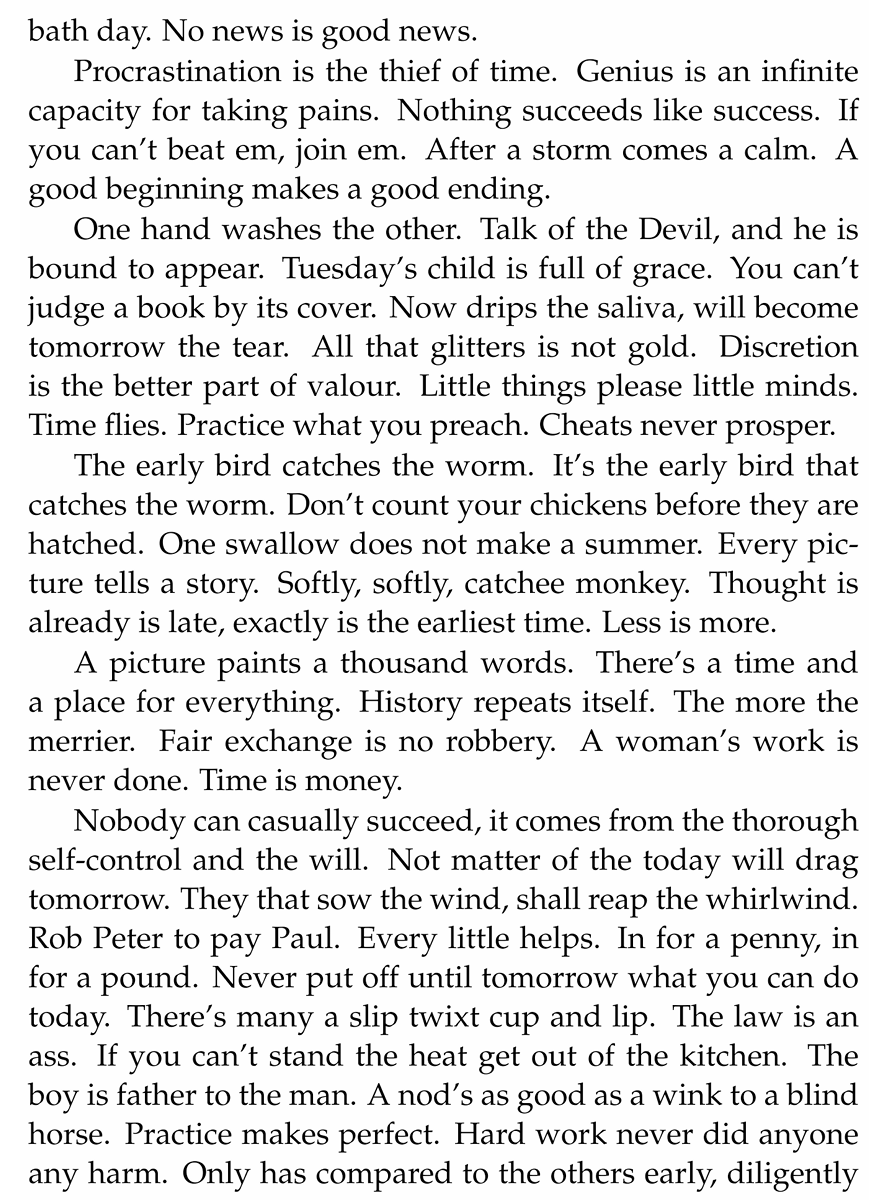 bath day. No news is good news.
Procrastination is the thief of time. Genius is an infinite
capacity for taking pains. Nothing succeeds like success. If
you can’t beat em, join em. After a storm comes a calm. A
good beginning makes a good ending.
One hand washes the other. Talk of the Devil, and he is
bound to appear. Tuesday’s child is full of grace. You can’t
judge a book by its cover. Now drips the saliva, will become
tomorrow the tear. All that glitters is not gold. Discretion
is the better part of valour. Little things please little minds.
Time flies. Practice what you preach. Cheats never prosper.
The early bird catches the worm. It’s the early bird that
catches the worm. Don’t count your chickens before they are
hatched. One swallow does not make a summer. Every pic-
ture tells a story. Softly, softly, catchee monkey. Thought is
already is late, exactly is the earliest time. Less is more.
A picture paints a thousand words. There’s a time and
a place for everything. History repeats itself. The more the
merrier. Fair exchange is no robbery. A woman’s work is
never done. Time is money.
Nobody can casually succeed, it comes from the thorough
self-control and the will. Not matter of the today will drag
tomorrow. They that sow the wind, shall reap the whirlwind.
Rob Peter to pay Paul. Every little helps. In for a penny, in
for a pound. Never put off until tomorrow what you can do
today. There’s many a slip twixt cup and lip. The law is an
ass. If you can’t stand the heat get out of the kitchen. The
boy is father to the man. A nod’s as good as a wink to a blind
horse. Practice makes perfect. Hard work never did anyone
any harm. Only has compared to the others early, diligently